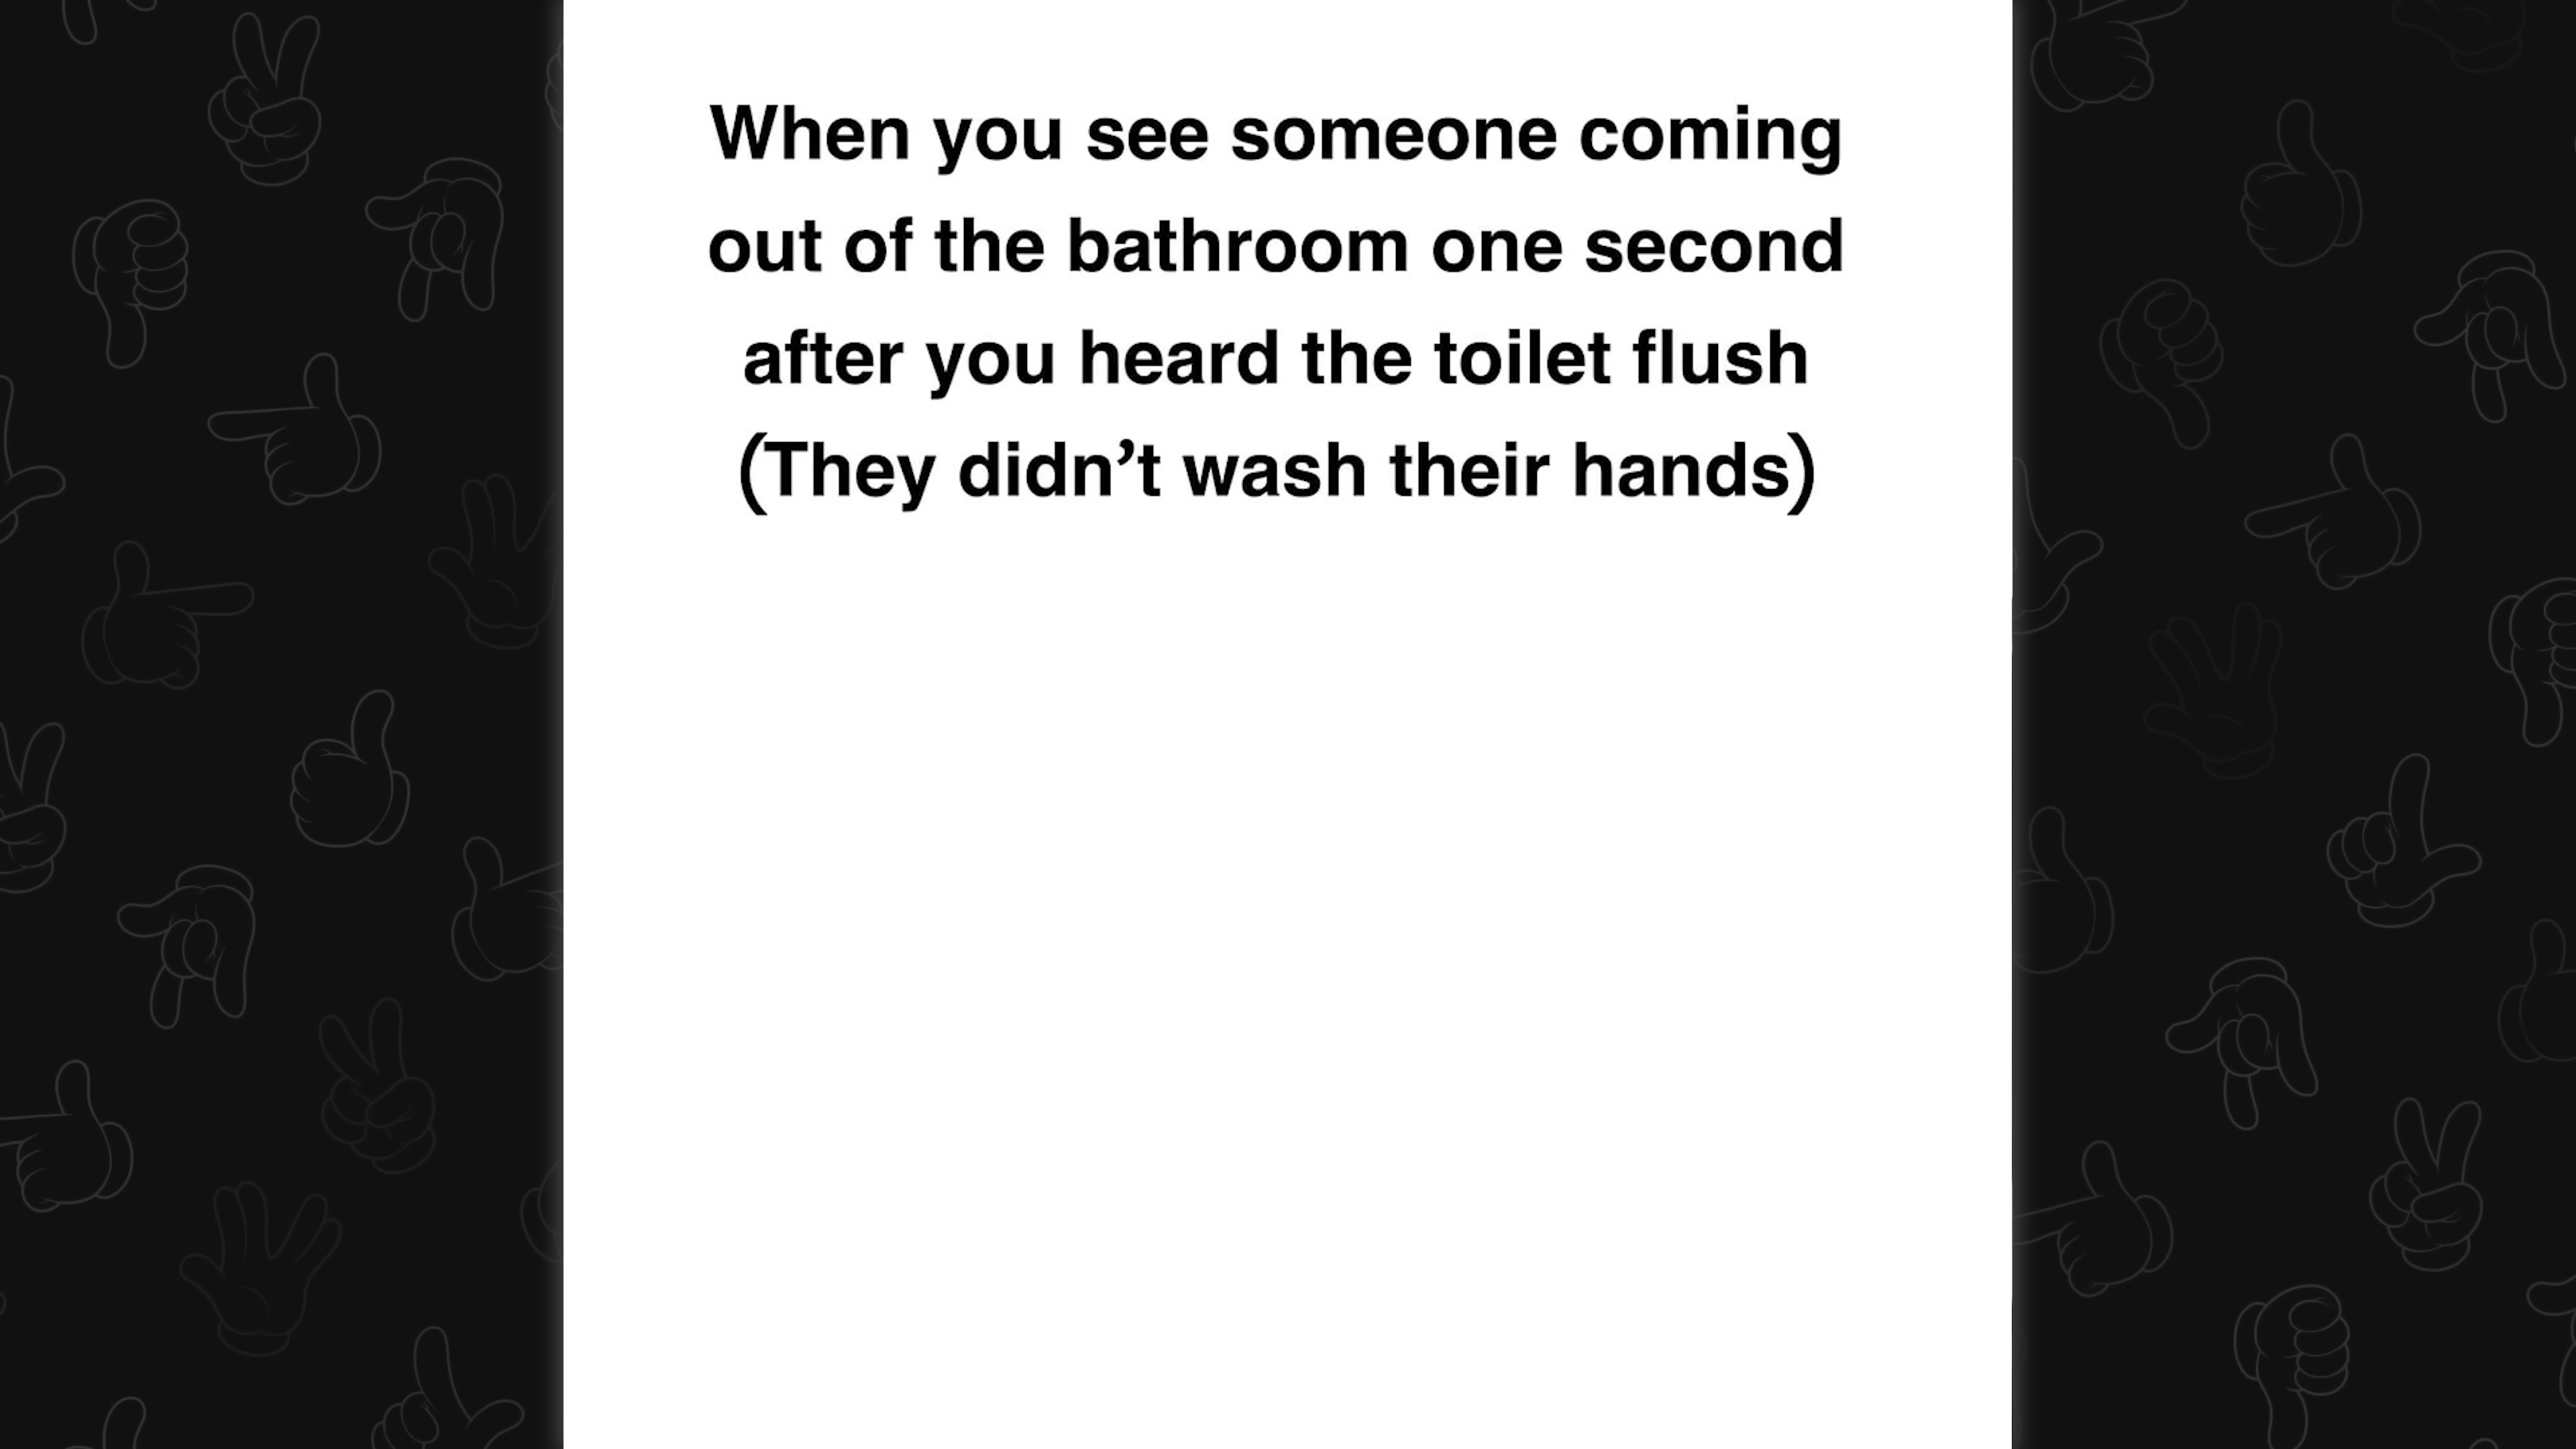 When you see someone coming
out of the bathroom one second
after you heard the toilet flush
(They didn’t wash their hands)